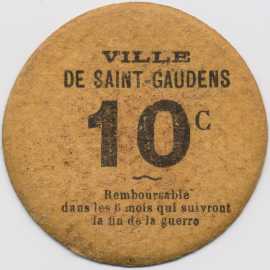 VILLE
DE SAINT-GAUDENS
10C
Remboursable
dans les 6 mois qui suivront
la fin de la guerre